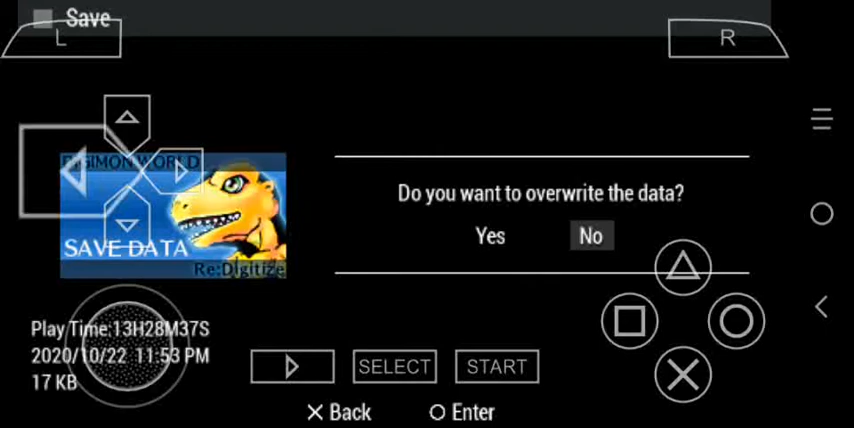 Save
L
R
DIGIMON WORLD
SAVE DATA
Re:Digitize
Do you want to overwrite the data?
Yes No
Play Time:13H28M37S
2020/10/22 11:53 PM
17 KB
SELECT START
Back Enter